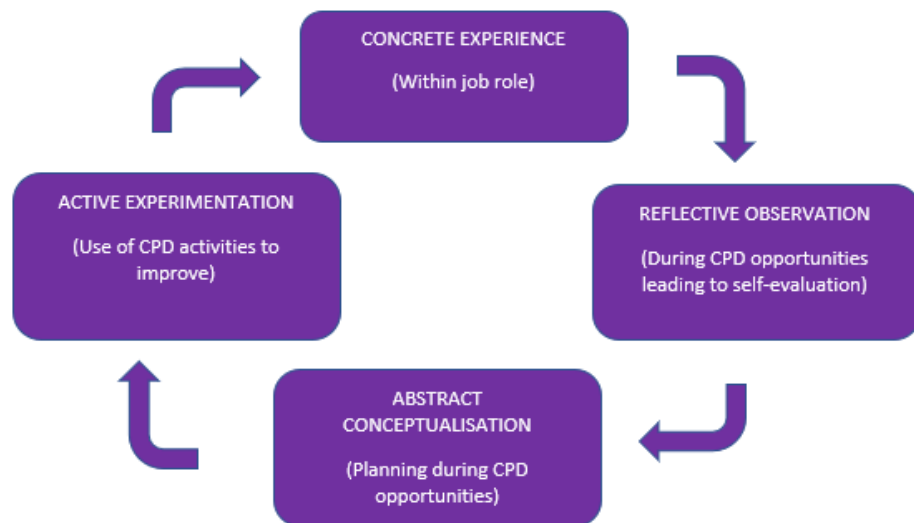 CONCRETE EXPERIENCE
(Within job role)
ACTIVE EXPERIMENTATION
(Use of CPD activities to
improve)
REFLECTIVE OBSERVATION
(During CPD opportunities
leading to self-evaluation)
ABSTRACT
CONCEPTUALISATION
(Planning during CPD
opportunities)